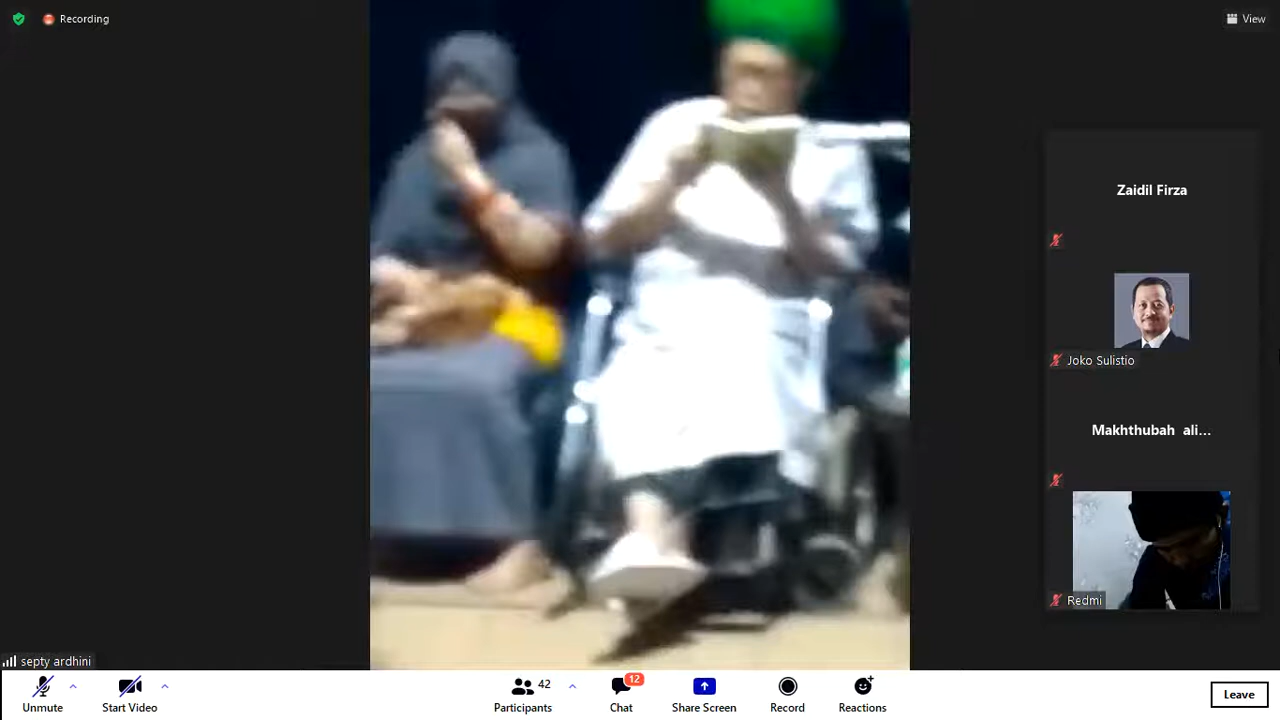 Recording
View
Zaidil Firza
Joko Sulistio
Makhthubah ali...
Redmi
septy ardhini
Unmute
Start Video
42
Participants
12
Chat
Share Screen
Record
Reactions
Leave